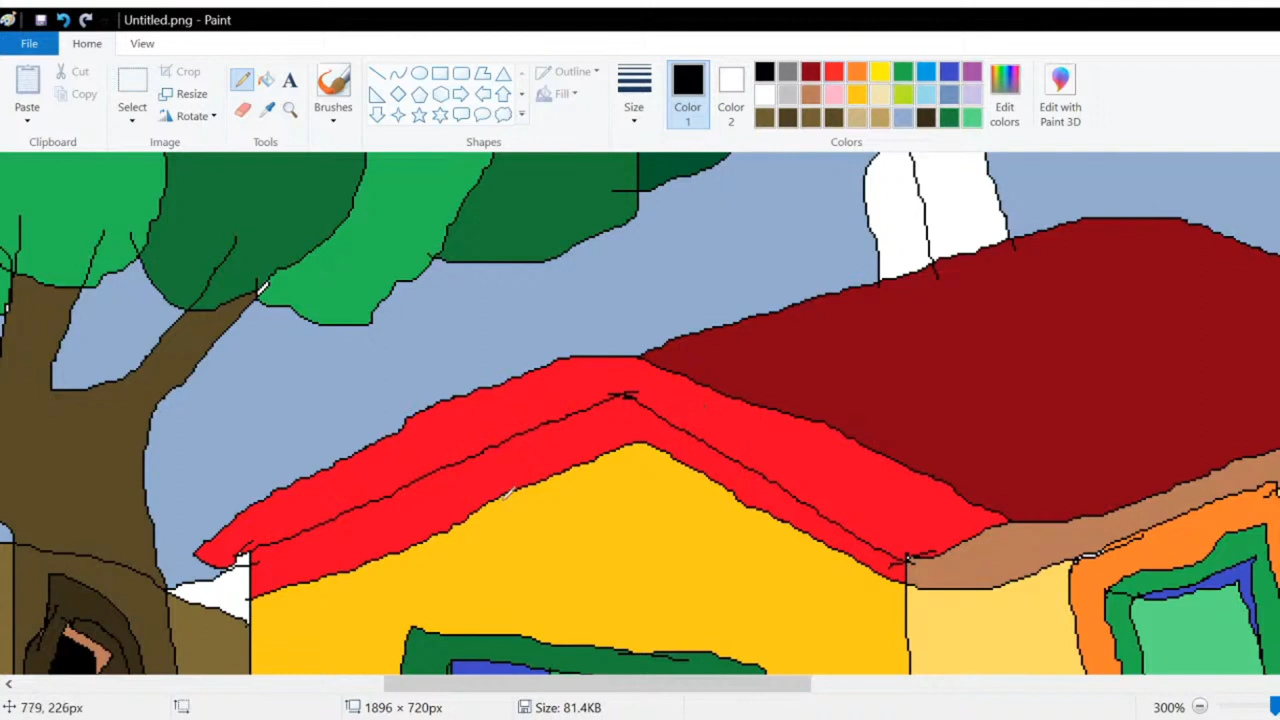 Untitled.png - Paint
File Home View
Paste
Cut
Copy
Clipboard
Select
Crop
Resize
Rotate
Image
A
Tools
Brushes
Outline
Fill
Shapes
Size
Color 1
Color 2
Edit colors
Colors
Edit with Paint 3D
779, 226px
1896 × 720px
Size: 81.4KB
300%